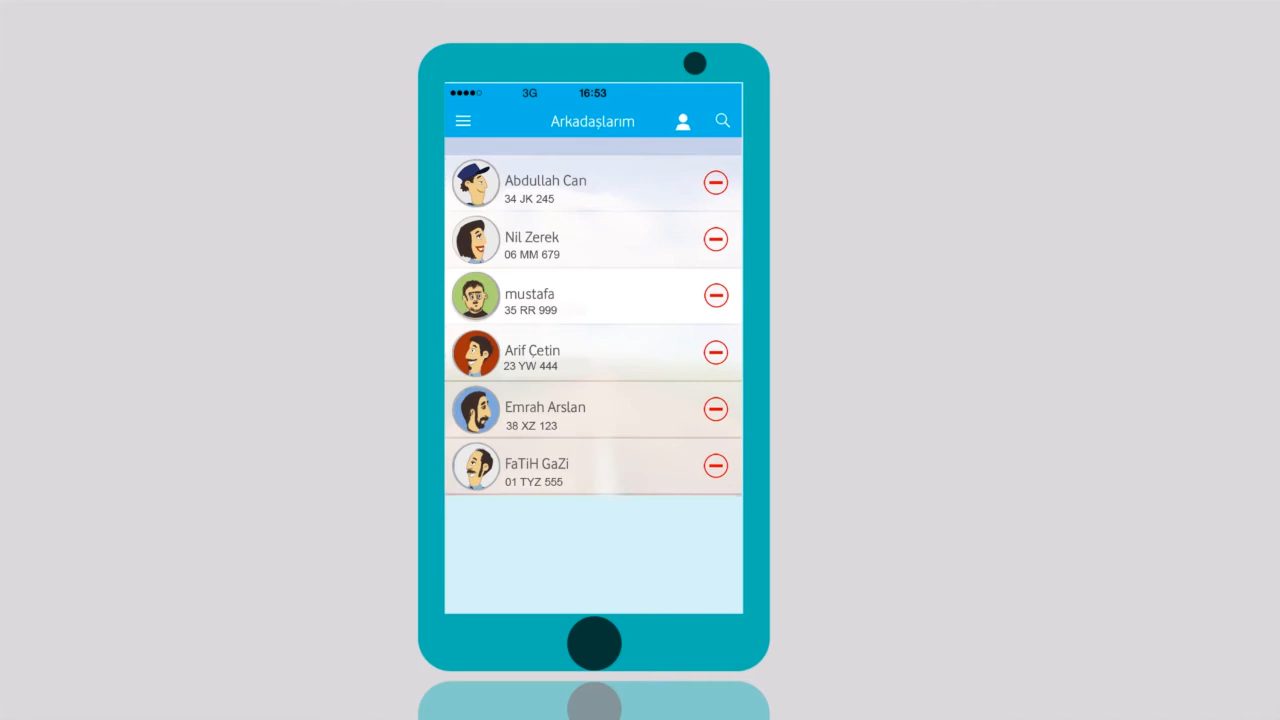 3G 16:53
Arkadaşlarım
Abdullah Can
34 JK 245
Nil Zerek
06 MM 679
mustafa
35 RR 999
Arif Çetin
23 YW 444
Emrah Arslan
38 XZ 123
FaTiH GaZi
01 TYZ 555